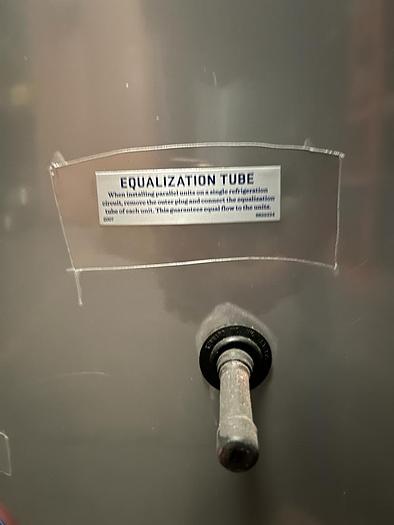 EQUALIZATION TUBE
When installing parallel units on a single refrigeration
circuit, remove the outer plug and connect the equalization
tube of each unit. This guarantees equal flow to the units.